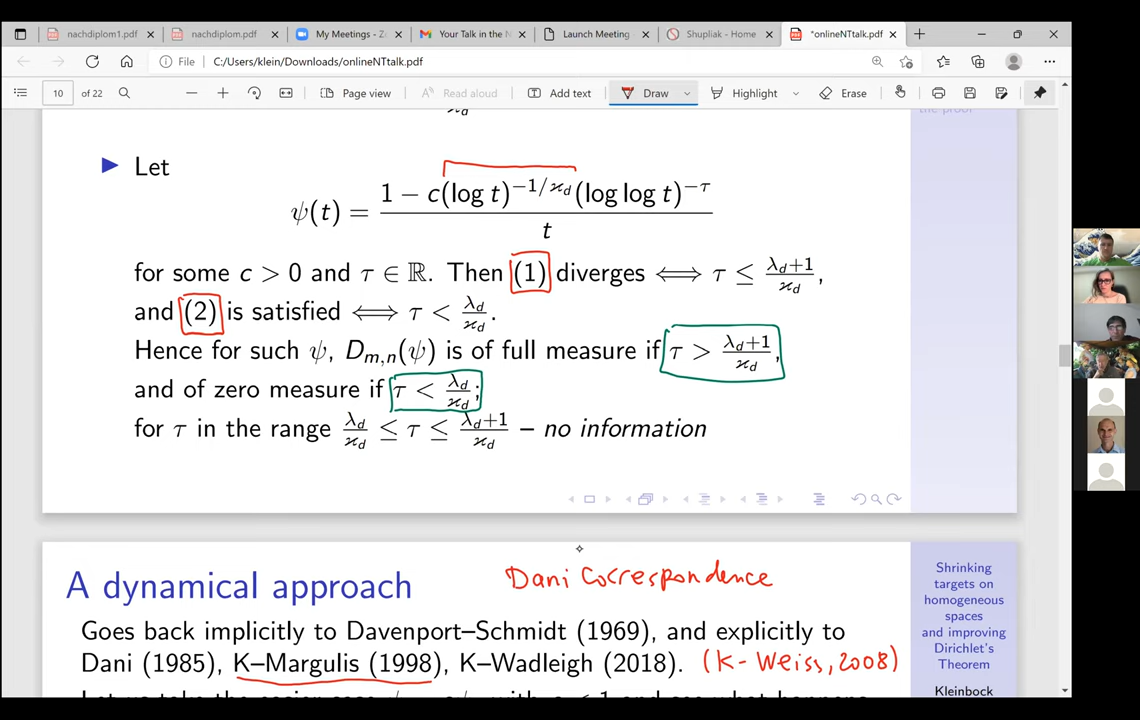 nachdiplom1.pdf
nachdiplom.pdf
My Meetings - Z
Your Talk in the N
Launch Meeting
Shupliak - Home
*onlineNTtalk.pdf
File
C:/Users/klein/Downloads/onlineNTtalk.pdf
10 of 22
Page view
Read aloud
Add text
Draw
Highlight
Erase
the proof
Let
ψ(t) = (1 − c(log t)^{−1/ϰ_d}(log log t)^{−τ}) / t
for some c > 0 and τ ∈ ℝ. Then (1) diverges ⟺ τ ≤ (λ_d+1)/ϰ_d,
and (2) is satisfied ⟺ τ < λ_d/ϰ_d.
Hence for such ψ, D_{m,n}(ψ) is of full measure if τ > (λ_d+1)/ϰ_d,
and of zero measure if τ < λ_d/ϰ_d;
for τ in the range λ_d/ϰ_d ≤ τ ≤ (λ_d+1)/ϰ_d – no information
A dynamical approach
Dani Correspondence
Goes back implicitly to Davenport–Schmidt (1969), and explicitly to
Dani (1985), K–Margulis (1998), K–Wadleigh (2018). (K-Weiss, 2008)
Shrinking
targets on
homogeneous
spaces
and improving
Dirichlet's
Theorem
Kleinbock